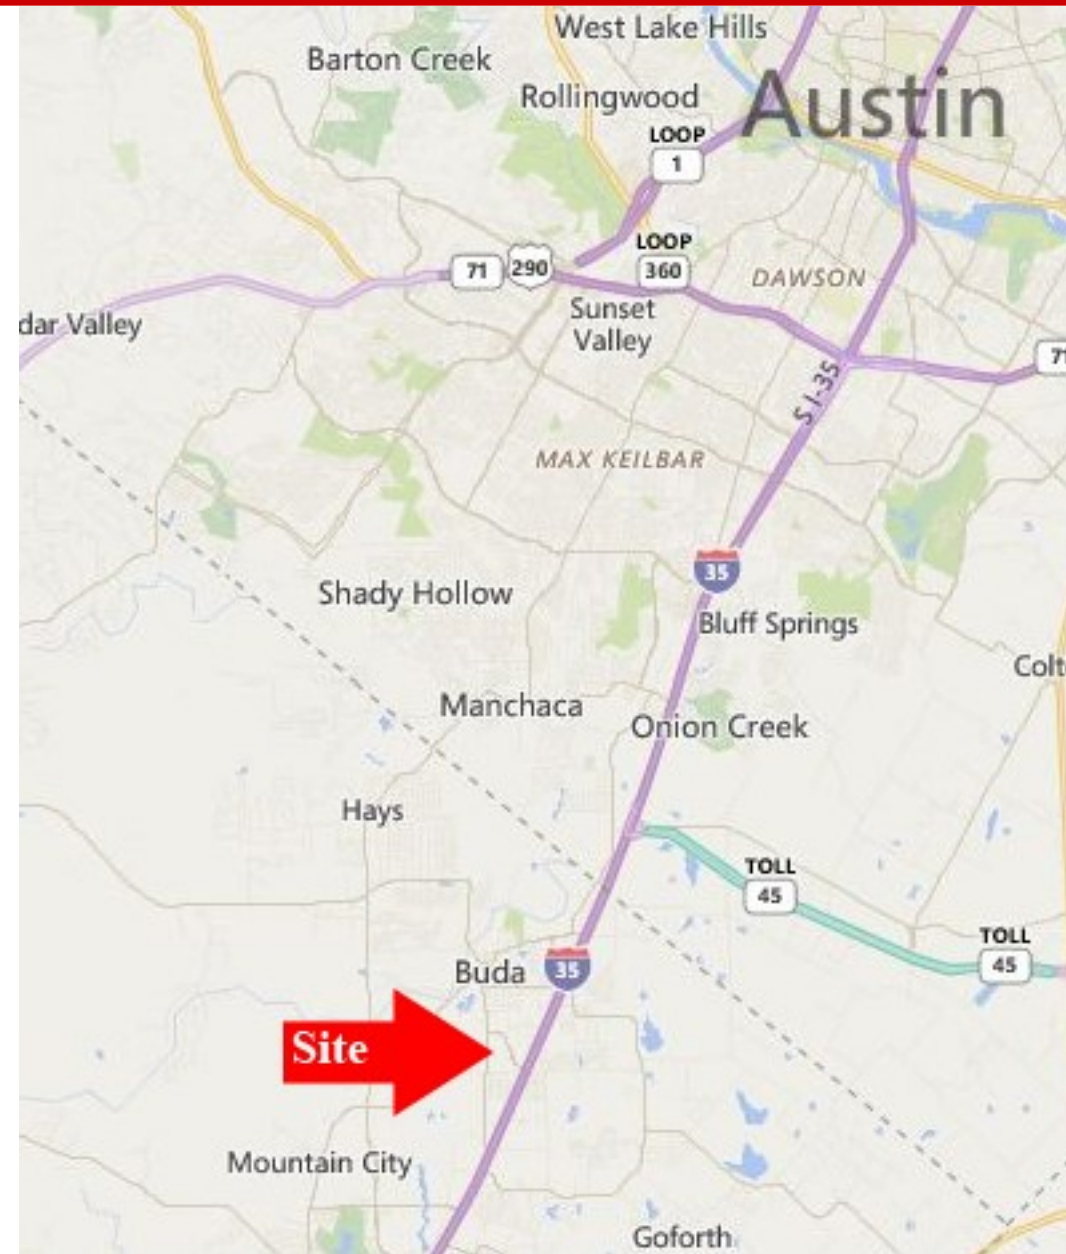 West Lake Hills
Barton Creek
Rollingwood
Austin
LOOP
1
LOOP
71
290
360
DAWSON
Sunset
Valley
dar Valley
71
S I-35
MAX KEILBAR
35
Shady Hollow
Bluff Springs
Colt
Manchaca
Onion Creek
Hays
TOLL
45
TOLL
45
Buda
35
Site
Mountain City
Goforth